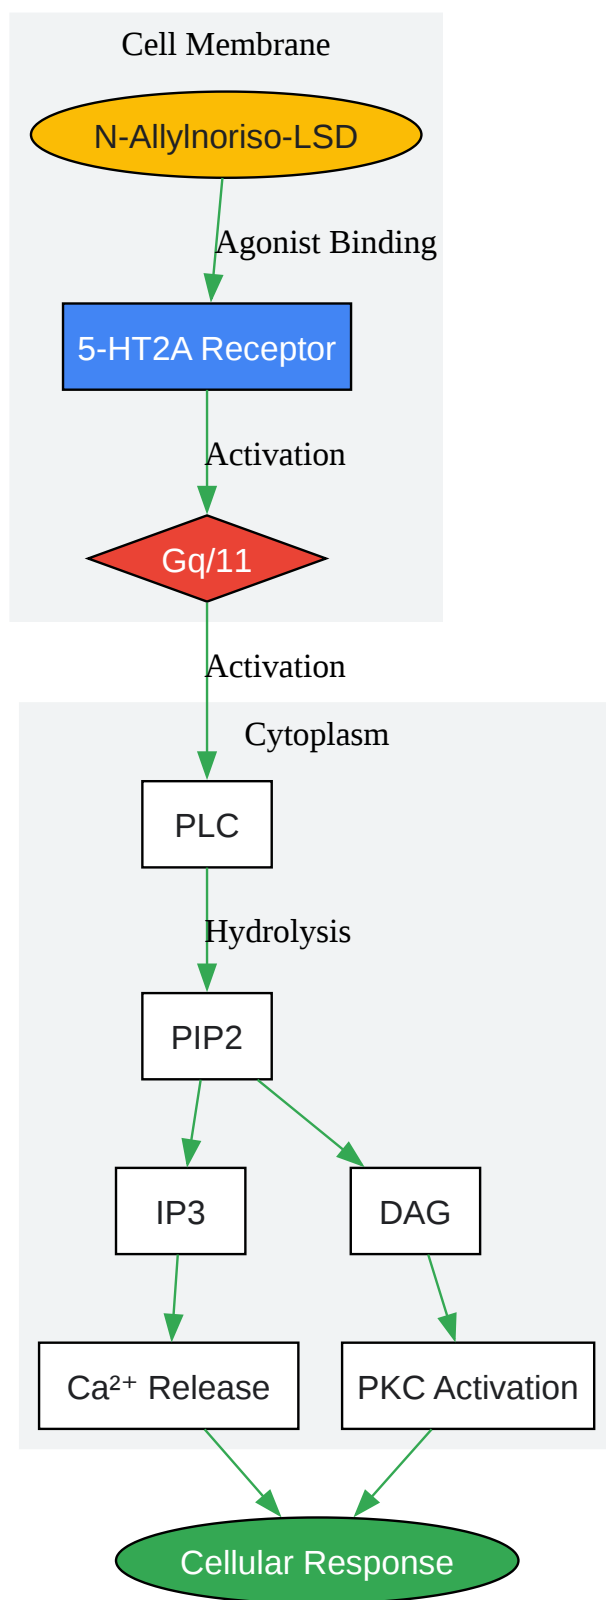 Cell Membrane
N-Allylnoriso-LSD
Agonist Binding
5-HT2A Receptor
Activation
Gq/11
Activation
Cytoplasm
PLC
Hydrolysis
PIP2
IP3
DAG
Ca²⁺ Release
PKC Activation
Cellular Response